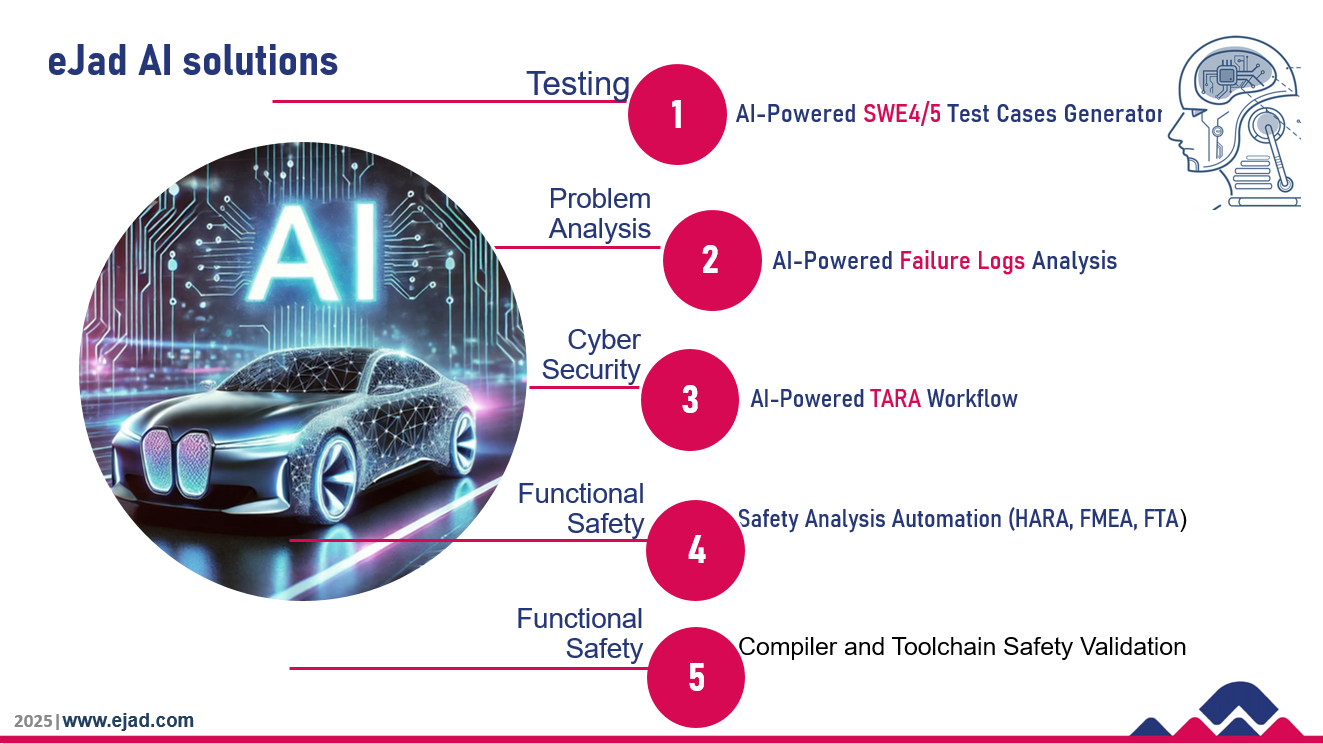 eJad AI solutions
Testing
1
AI-Powered SWE4/5 Test Cases Generator
AI
Problem
Analysis
2
AI-Powered Failure Logs Analysis
Cyber
Security
3
AI-Powered TARA Workflow
Functional
Safety
4
Safety Analysis Automation (HARA, FMEA, FTA)
Functional
Safety
5
Compiler and Toolchain Safety Validation
2025|www.ejad.com